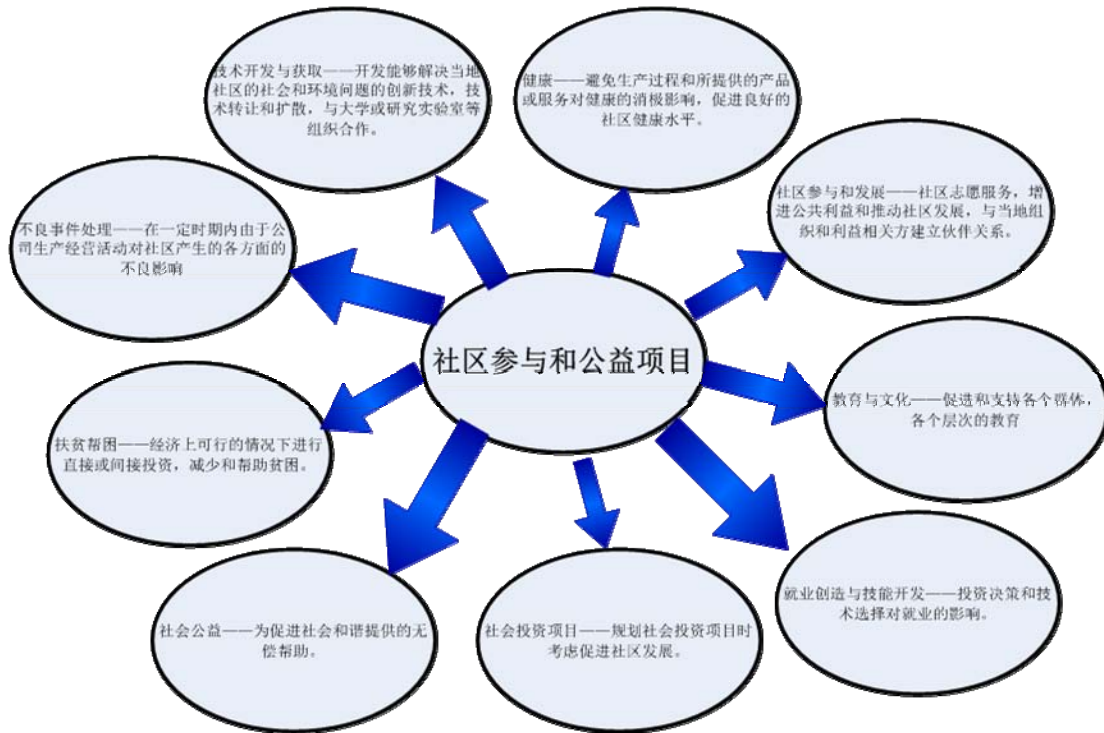 技术开发与获取——开发能够解决当地
社区的社会和环境问题的创新技术，技
术转让和扩散，与大学或研究实验室等
组织合作。
健康——避免生产过程和所提供的产品
或服务对健康的消极影响，促进良好的
社区健康水平。
社区参与和发展——社区志愿服务，增
进公共利益和推动社区发展，与当地组
织和利益相关方建立伙伴关系。
不良事件处理——在一定时期内由于公
司生产经营活动对社区产生的各方面的
不良影响
社区参与和公益项目
教育与文化——促进和支持各个群体，
各个层次的教育
扶贫帮困——经济上可行的情况下进行
直接或间接投资，减少和帮助贫困。
就业创造与技能开发——投资决策和技
术选择对就业的影响。
社会公益——为促进社会和谐提供的无
偿帮助。
社会投资项目——规划社会投资项目时
考虑促进社区发展。